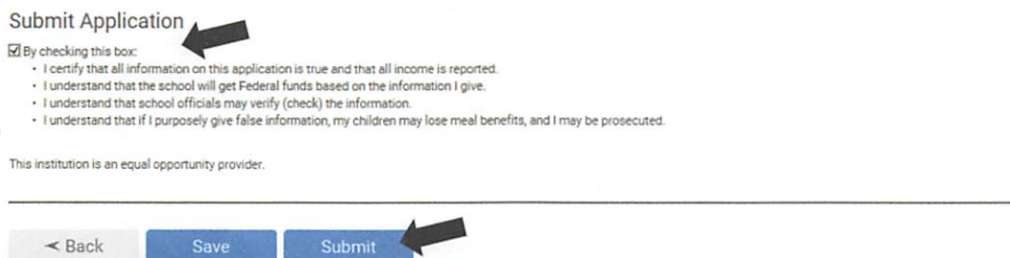 Submit Application
By checking this box:
• I certify that all information on this application is true and that all income is reported.
• I understand that the school will get Federal funds based on the information I give.
• I understand that school officials may verify (check) the information.
• I understand that if I purposely give false information, my children may lose meal benefits, and I may be prosecuted.
This institution is an equal opportunity provider.
Back Save Submit